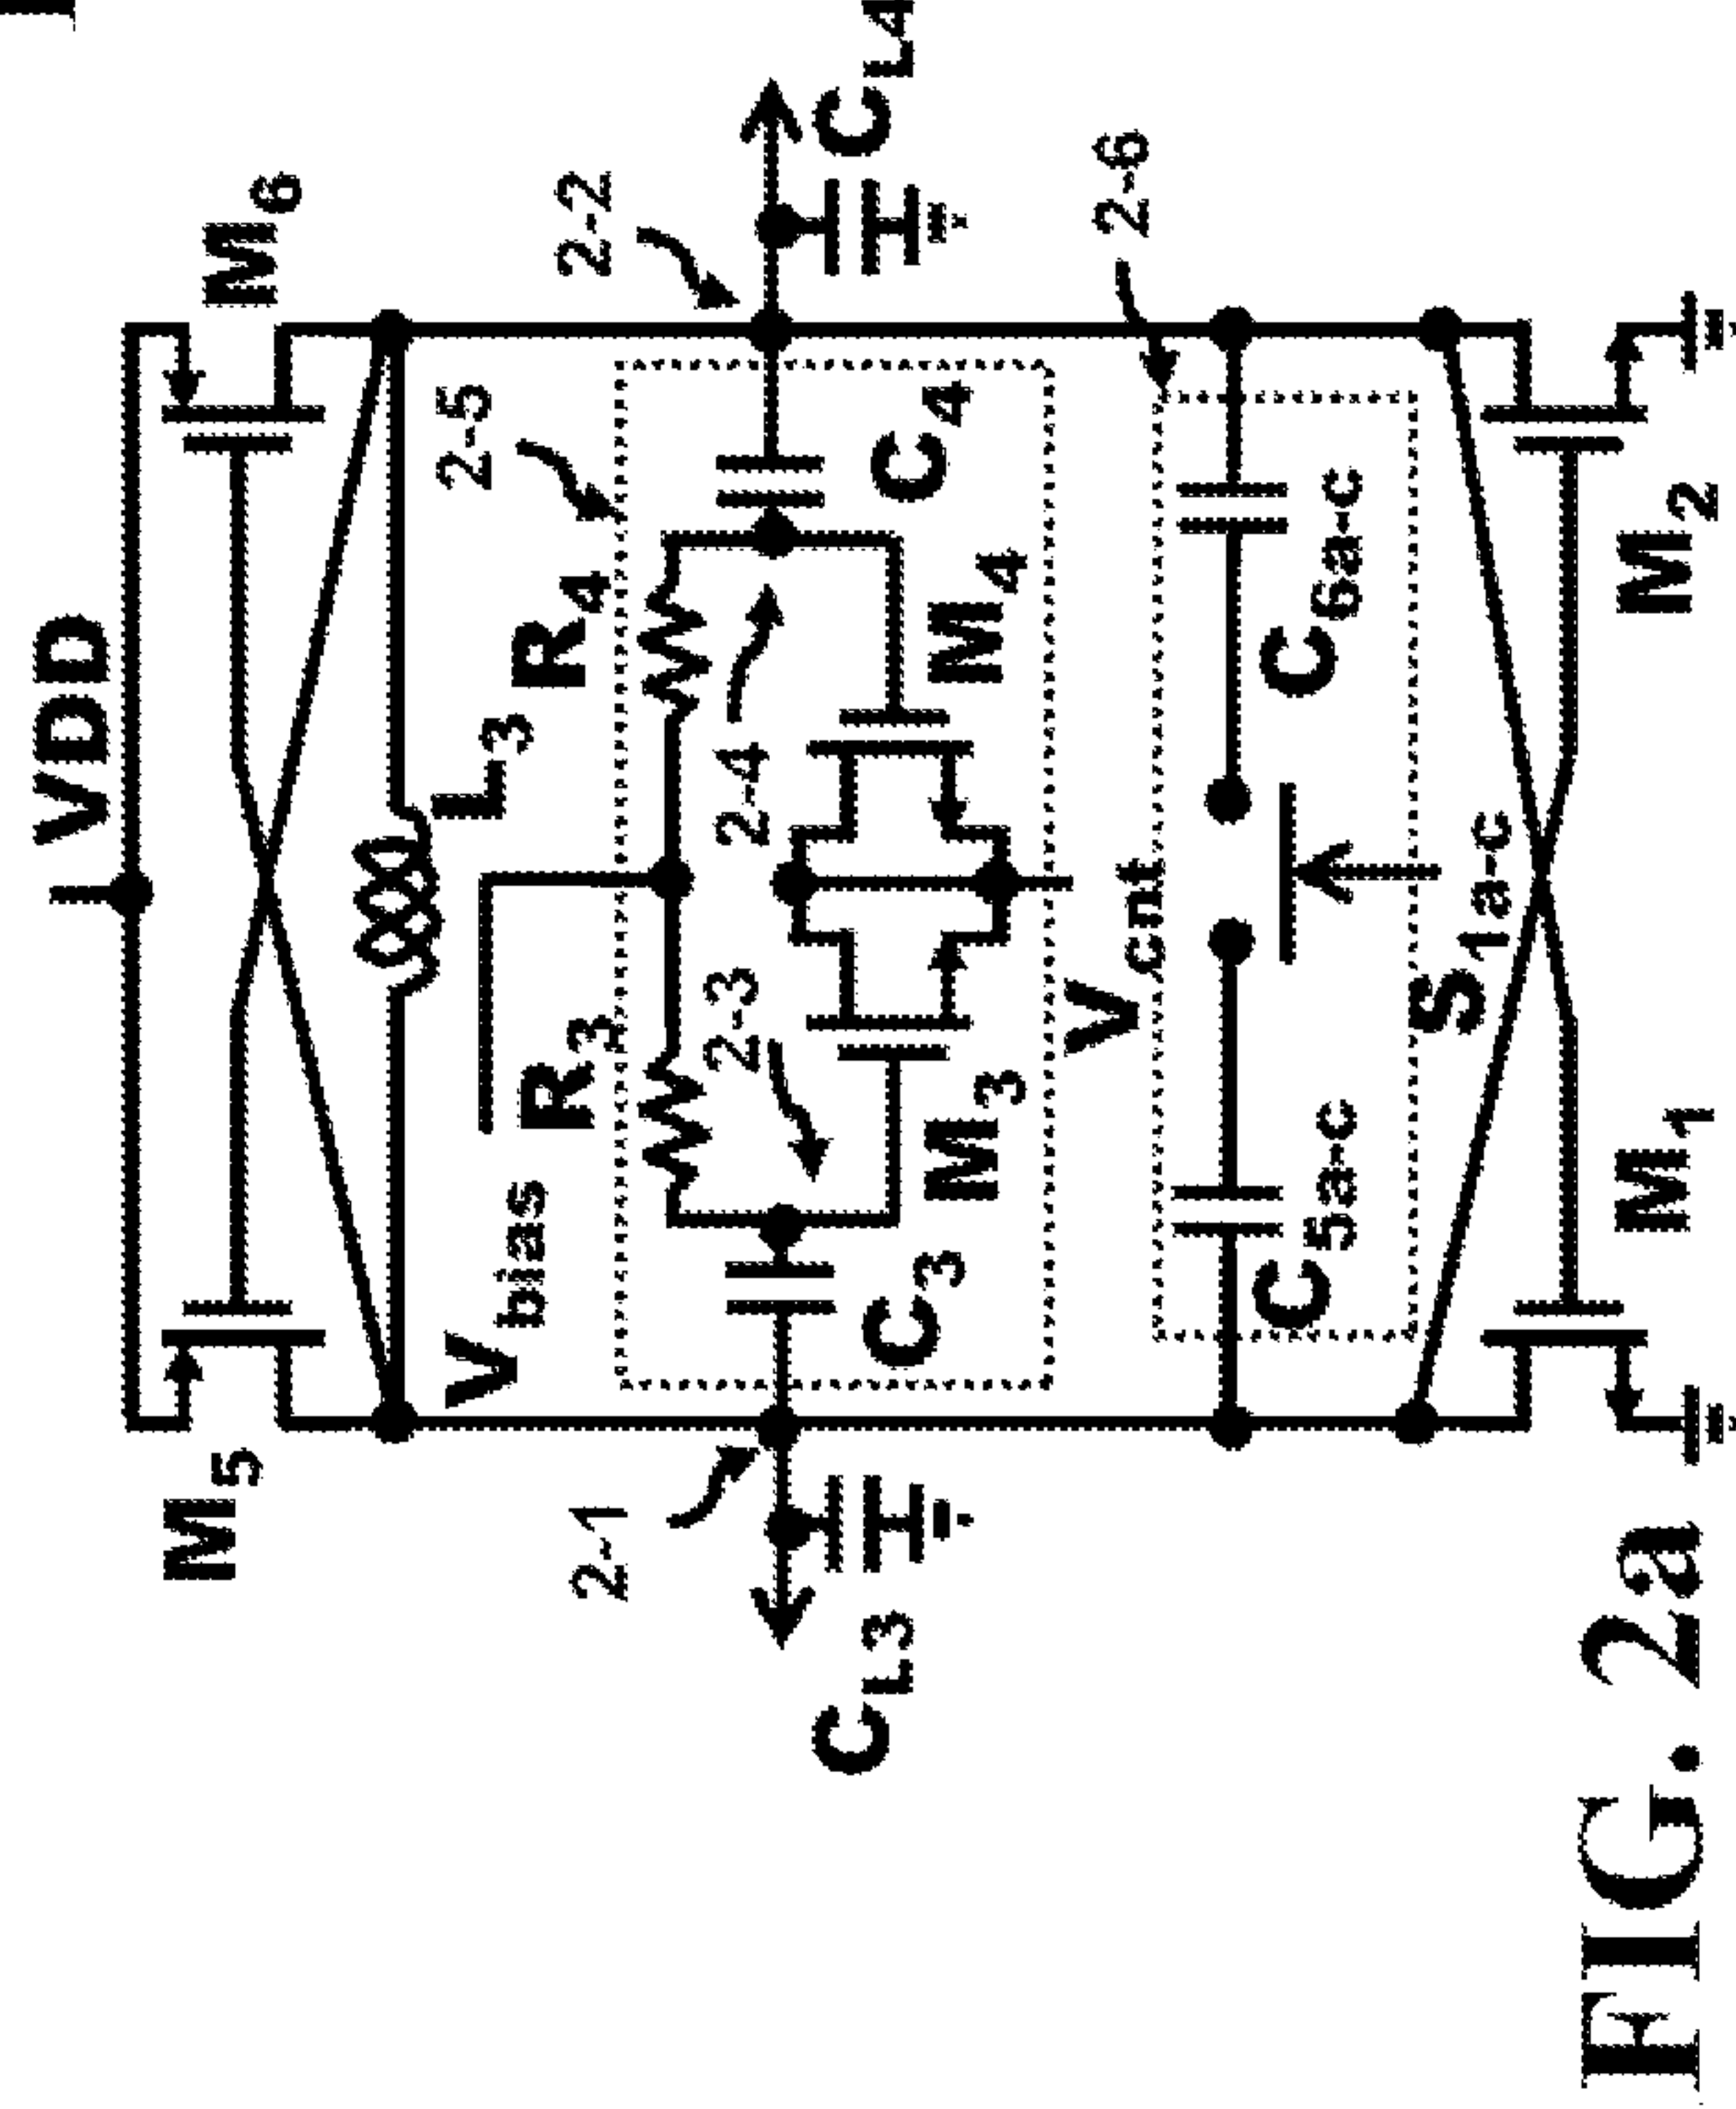 VDD
M5
M6
L3
2-5
Vbias
R3
R4
2-1
2-22
2-3
2-4
CL3
C3
M3
M4
C4
CL4
Vcnt
2-6
C5a-c
C6a-c
S1a-c
M1
M2
FIG. 2a